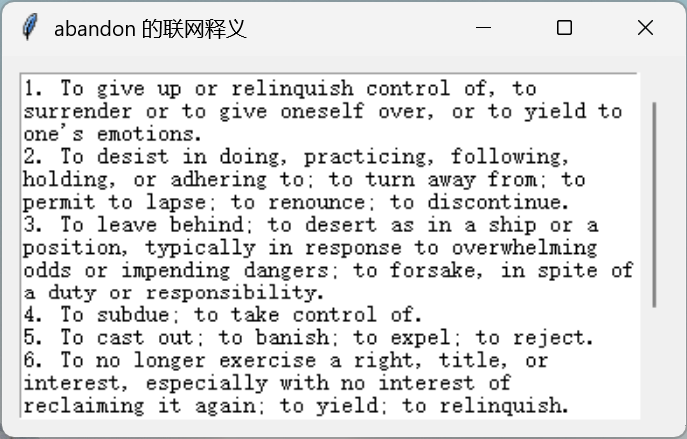 abandon 的联网释义
1. To give up or relinquish control of, to
surrender or to give oneself over, or to yield to
one's emotions.
2. To desist in doing, practicing, following,
holding, or adhering to; to turn away from; to
permit to lapse; to renounce; to discontinue.
3. To leave behind; to desert as in a ship or a
position, typically in response to overwhelming
odds or impending dangers; to forsake, in spite of
a duty or responsibility.
4. To subdue; to take control of.
5. To cast out; to banish; to expel; to reject.
6. To no longer exercise a right, title, or
interest, especially with no interest of
reclaiming it again; to yield; to relinquish.